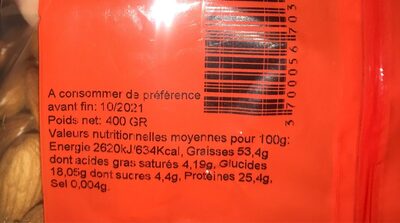 3700056703
A consommer de préférence
avant fin: 10/2021
Poids net: 400 GR
Valeurs nutritionnelles moyennes pour 100g:
Energie 2620kJ/634Kcal, Graisses 53,4g
dont acides gras saturés 4,19g, Glucides
18,05g dont sucres 4,4g, Protéines 25,4g,
Sel 0,004g.